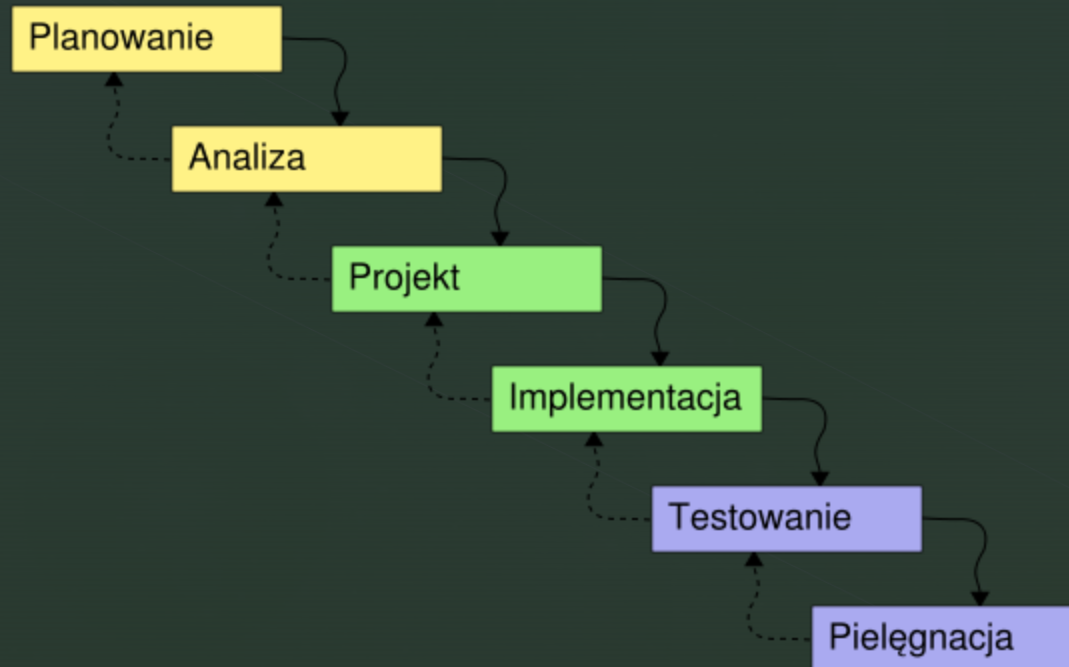 Planowanie
Analiza
Projekt
Implementacja
Testowanie
Pielęgnacja